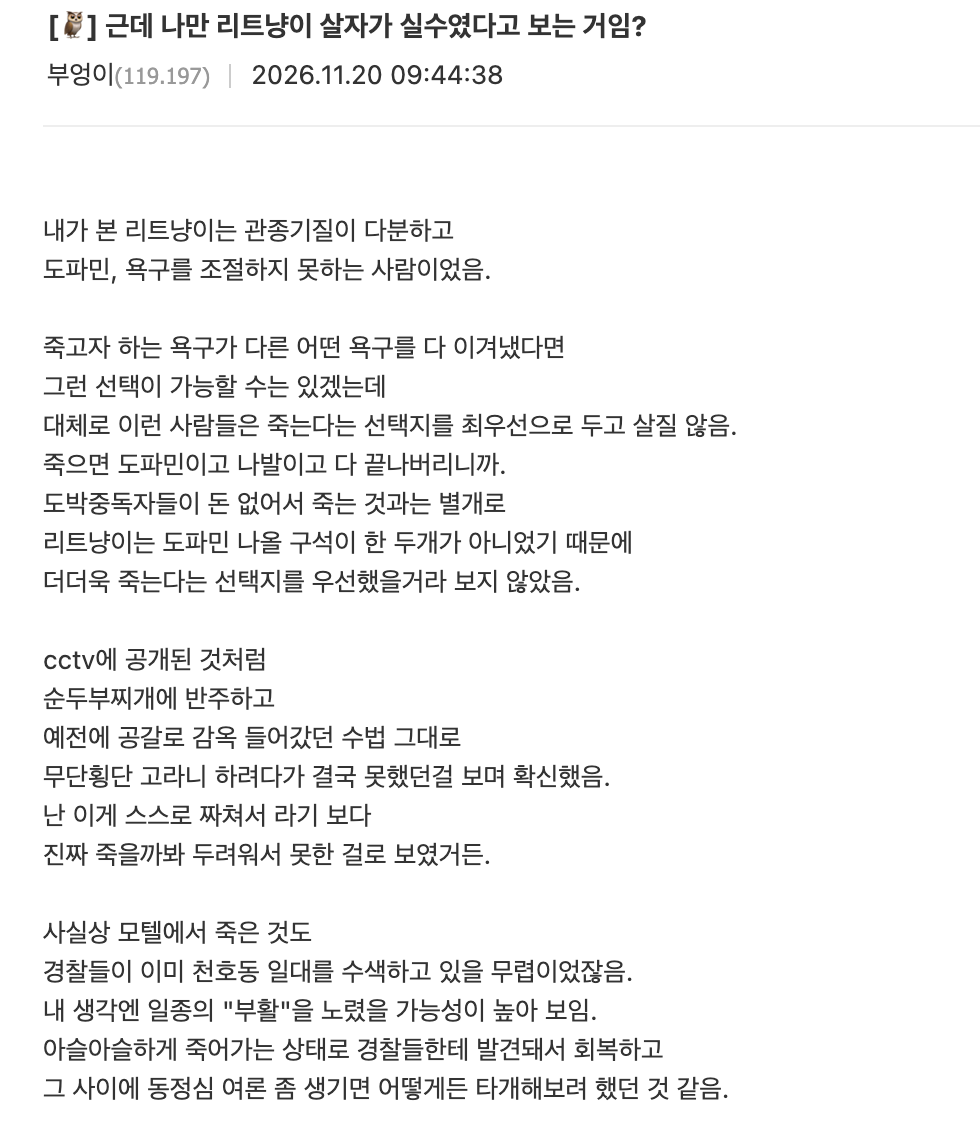 [🦉] 근데 나만 리트냥이 살자가 실수였다고 보는 거임?
부엉이(119.197) | 2026.11.20 09:44:38
내가 본 리트냥이는 관종기질이 다분하고
도파민, 욕구를 조절하지 못하는 사람이었음.
죽고자 하는 욕구가 다른 어떤 욕구를 다 이겨냈다면
그런 선택이 가능할 수는 있겠는데
대체로 이런 사람들은 죽는다는 선택지를 최우선으로 두고 살질 않음.
죽으면 도파민이고 나발이고 다 끝나버리니까.
도박중독자들이 돈 없어서 죽는 것과는 별개로
리트냥이는 도파민 나올 구석이 한 두개가 아니었기 때문에
더더욱 죽는다는 선택지를 우선했을거라 보지 않았음.
cctv에 공개된 것처럼
순두부찌개에 반주하고
예전에 공갈로 감옥 들어갔던 수법 그대로
무단횡단 고라니 하려다가 결국 못했던걸 보며 확신했음.
난 이게 스스로 짜쳐서 라기 보다
진짜 죽을까봐 두려워서 못한 걸로 보였거든.
사실상 모텔에서 죽은 것도
경찰들이 이미 천호동 일대를 수색하고 있을 무렵이었잖음.
내 생각엔 일종의 "부활"을 노렸을 가능성이 높아 보임.
아슬아슬하게 죽어가는 상태로 경찰들한테 발견돼서 회복하고
그 사이에 동정심 여론 좀 생기면 어떻게든 타개해보려 했던 것 같음.